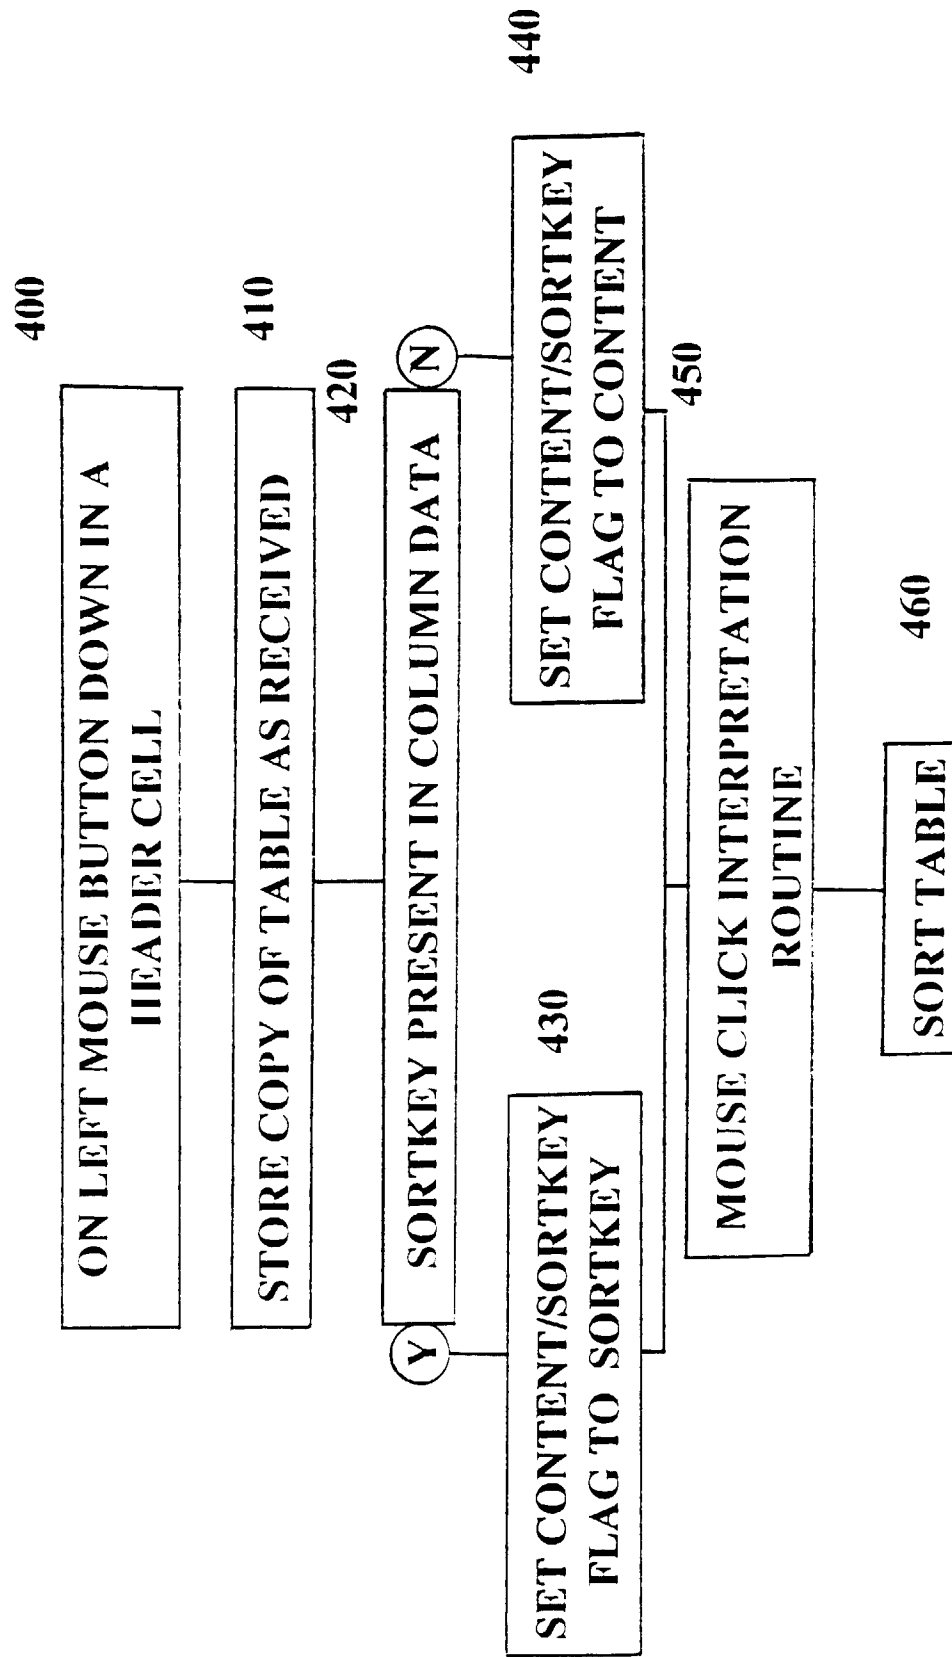 400
ON LEFT MOUSE BUTTON DOWN IN A
HEADER CELL
410
STORE COPY OF TABLE AS RECEIVED
420
Y
SORTKEY PRESENT IN COLUMN DATA
N
430
SET CONTENT/SORTKEY
FLAG TO SORTKEY
440
SET CONTENT/SORTKEY
FLAG TO CONTENT
450
MOUSE CLICK INTERPRETATION
ROUTINE
460
SORT TABLE